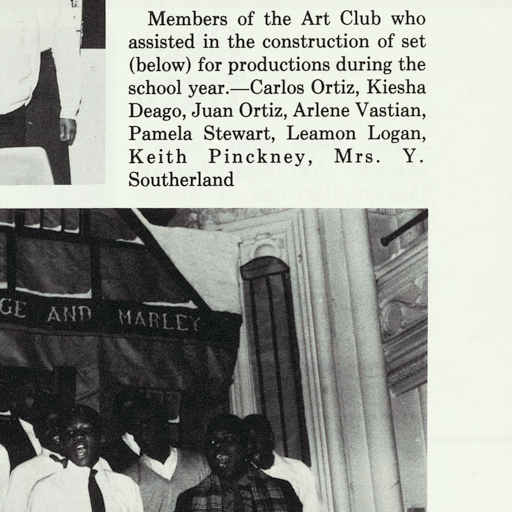 Members of the Art Club who
assisted in the construction of set
(below) for productions during the
school year.—Carlos Ortiz, Kiesha
Deago, Juan Ortiz, Arlene Vastian,
Pamela Stewart, Leamon Logan,
Keith Pinckney, Mrs. Y.
Southerland
GE AND MARLEY